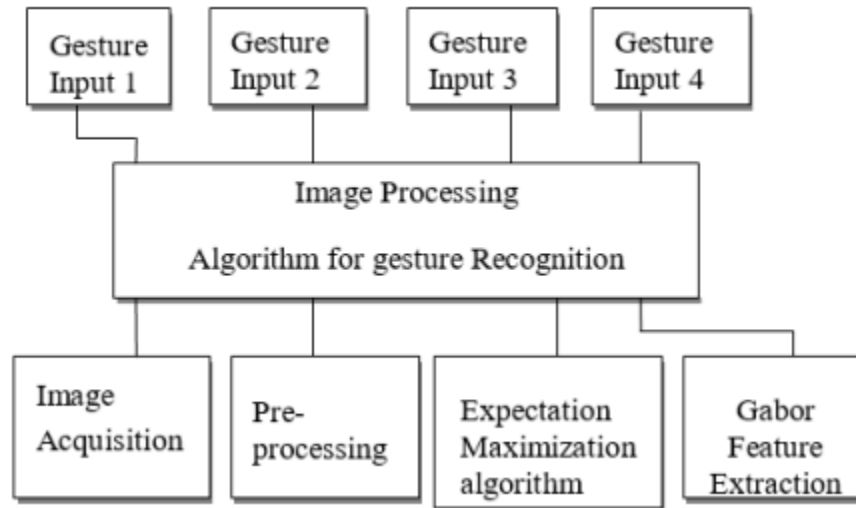 Gesture
Input 1
Gesture
Input 2
Gesture
Input 3
Gesture
Input 4
Image Processing
Algorithm for gesture Recognition
Image
Acquisition
Pre-
processing
Expectation
Maximization
algorithm
Gabor
Feature
Extraction